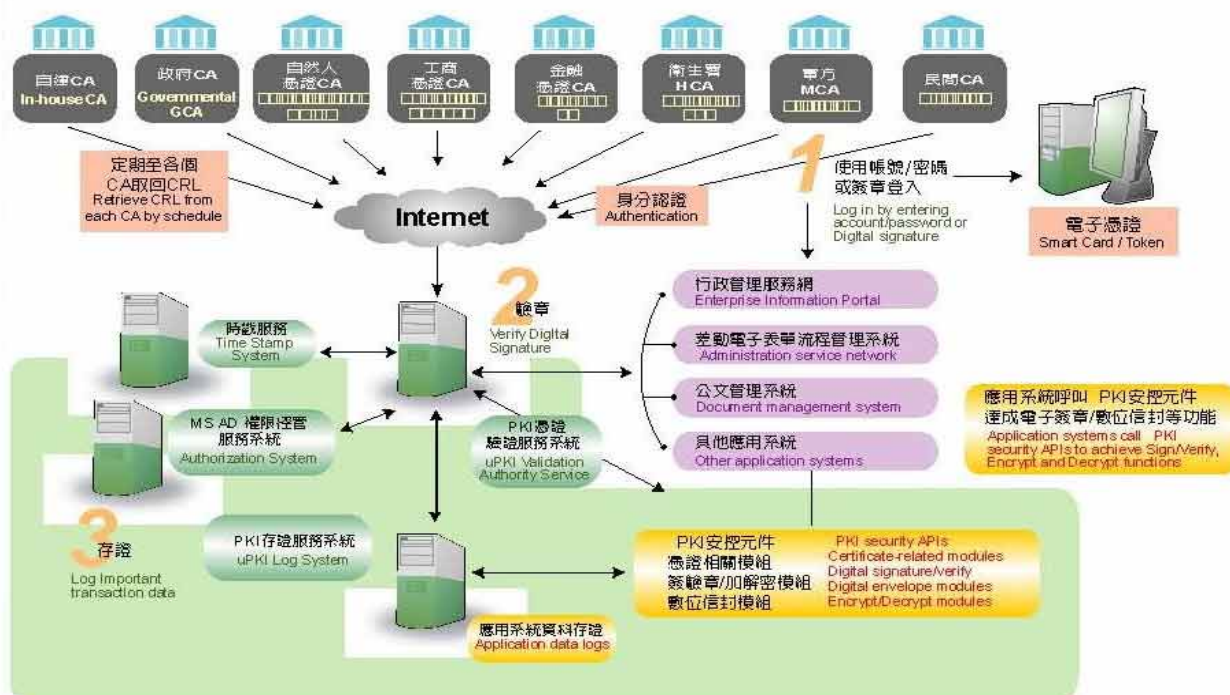 自建CA
In-house CA
政府CA
Governmental
GCA
自然人
憑證CA
工商
憑證CA
金融
憑證CA
衛生署
HCA
軍方
MCA
民間CA
定期至各個
CA取回CRL
Retrieve CRL from
each CA by schedule
Internet
身分認證
Authentication
1
使用帳號/密碼
或簽章登入
Log in by entering
account/password or
Digital signature
電子憑證
Smart Card / Token
2
驗章
Verify Digital
Signature
時戳服務
Time Stamp
System
行政管理服務網
Enterprise Information Portal
差勤電子表單流程管理系統
Administration service network
公文管理系統
Document management system
其他應用系統
Other application systems
MS AD 權限控管
服務系統
Authorization System
PKI憑證
驗證服務系統
uPKI Validation
Authority Service
應用系統呼叫 PKI安控元件
達成電子簽章/數位信封等功能
Application systems call PKI
security APIs to achieve Sign/Verify,
Encrypt and Decrypt functions
3
存證
Log Important
transaction data
PKI存證服務系統
uPKI Log System
PKI安控元件
憑證相關模組
簽驗章/加解密模組
數位信封模組
PKI security APIs
Certificate-related modules
Digital signature/verify
Digital envelope modules
Encrypt/Decrypt modules
應用系統資料存證
Application data logs